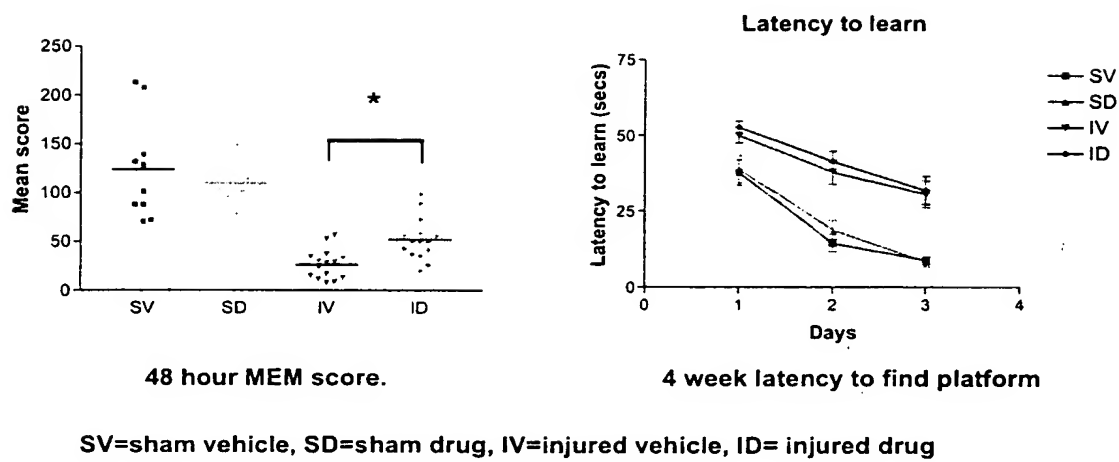 Latency to learn
250
200
150
100
50
0
Mean score
*
SV SD IV ID
75
50
25
0
Latency to learn (secs)
0 1 2 3 4
Days
SV
SD
IV
ID
48 hour MEM score.
4 week latency to find platform
SV=sham vehicle, SD=sham drug, IV=injured vehicle, ID= injured drug